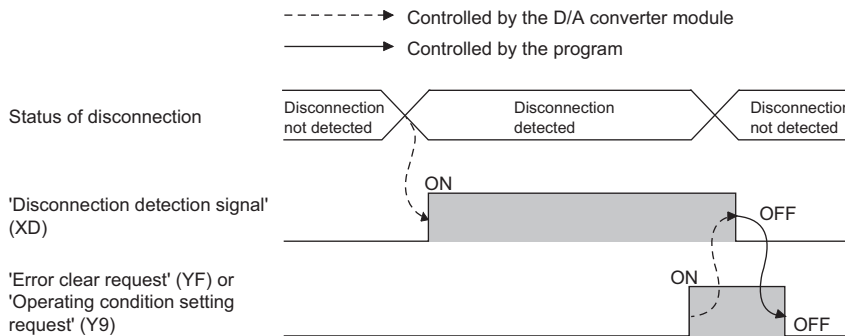 Controlled by the D/A converter module
Controlled by the program
Status of disconnection
Disconnection
not detected
Disconnection
detected
Disconnection
not detected
'Disconnection detection signal'
(XD)
ON
OFF
'Error clear request' (YF) or
'Operating condition setting
request' (Y9)
ON
OFF